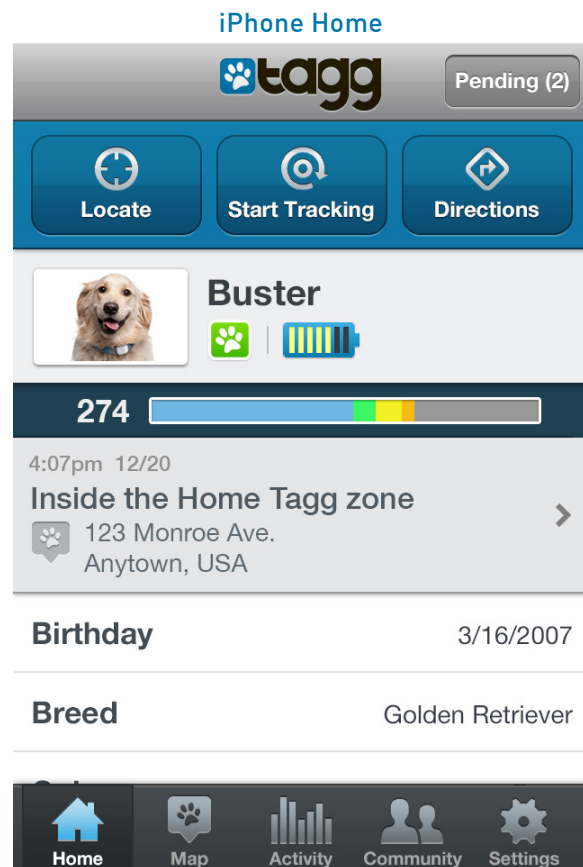 iPhone Home
tagg
Pending (2)
Locate
Start Tracking
Directions
Buster
274
4:07pm 12/20
Inside the Home Tagg zone
123 Monroe Ave.
Anytown, USA
Birthday
3/16/2007
Breed
Golden Retriever
Home
Map
Activity
Community
Settings